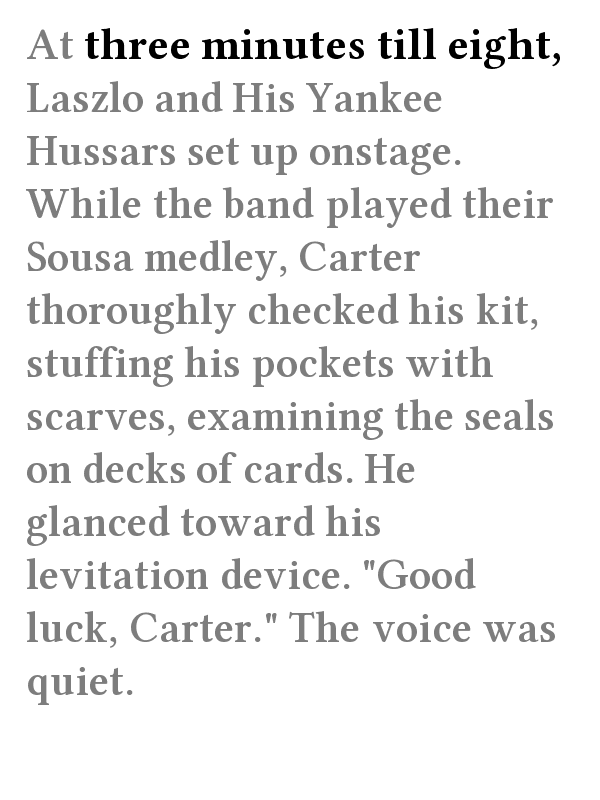 At three minutes till eight,
Laszlo and His Yankee
Hussars set up onstage.
While the band played their
Sousa medley, Carter
thoroughly checked his kit,
stuffing his pockets with
scarves, examining the seals
on decks of cards. He
glanced toward his
levitation device. "Good
luck, Carter." The voice was
quiet.